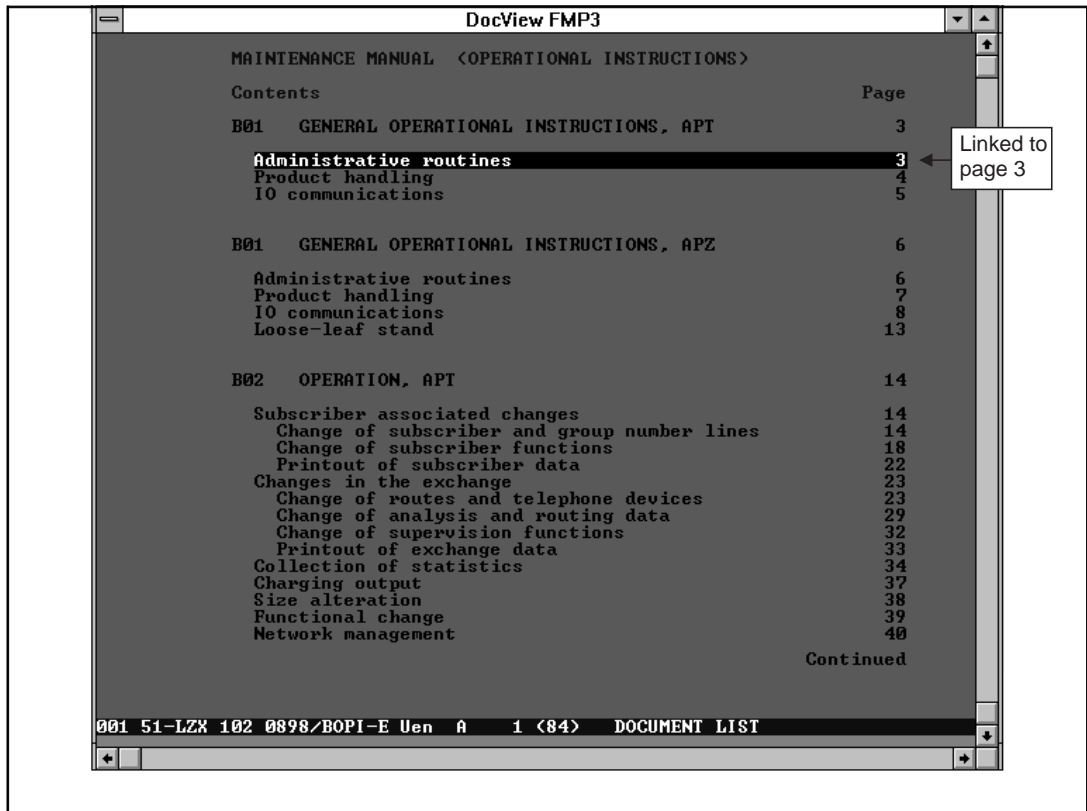 DocView FMP3
MAINTENANCE MANUAL <OPERATIONAL INSTRUCTIONS>
Contents Page
B01 GENERAL OPERATIONAL INSTRUCTIONS, APT 3
Administrative routines 3
Linked to
page 3
Product handling 4
IO communications 5
B01 GENERAL OPERATIONAL INSTRUCTIONS, APZ 6
Administrative routines 6
Product handling 7
IO communications 8
Loose-leaf stand 13
B02 OPERATION, APT 14
Subscriber associated changes 14
Change of subscriber and group number lines 14
Change of subscriber functions 18
Printout of subscriber data 22
Changes in the exchange 23
Change of routes and telephone devices 23
Change of analysis and routing data 29
Change of supervision functions 32
Printout of exchange data 33
Collection of statistics 34
Charging output 37
Size alteration 38
Functional change 39
Network management 40
Continued
001 51-LZX 102 0898/BOPI-E Uen A 1 <84> DOCUMENT LIST